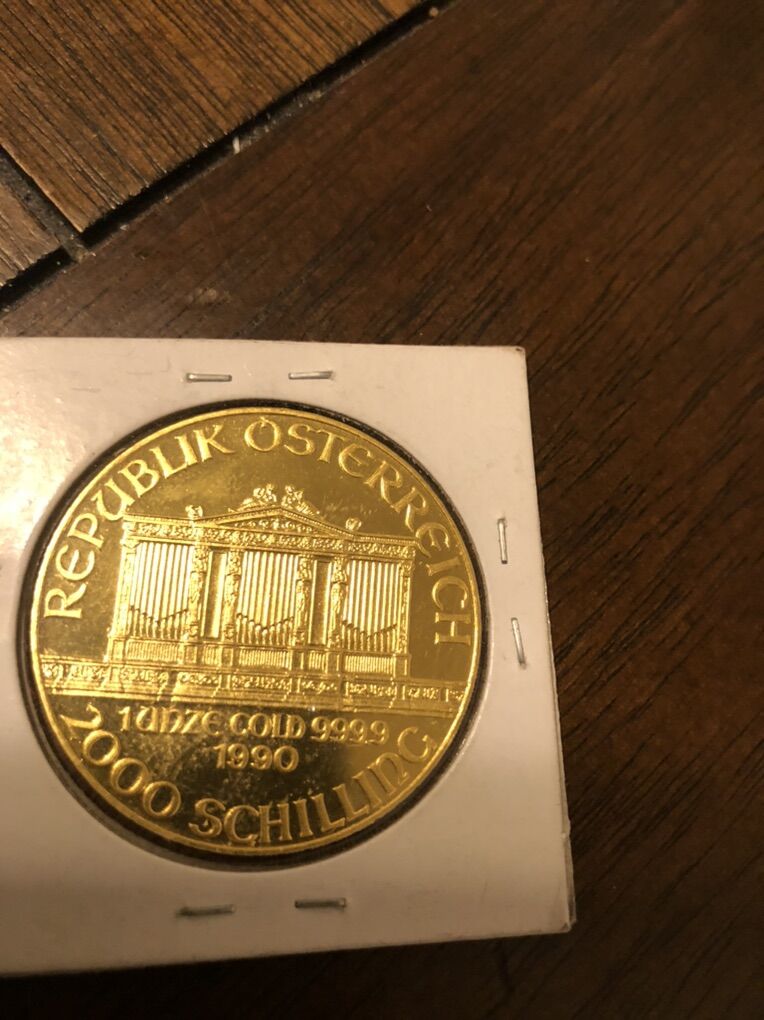 REPUBLIK ÖSTERREICH
1 UNZE GOLD 999.9
1990
2000 SCHILLING